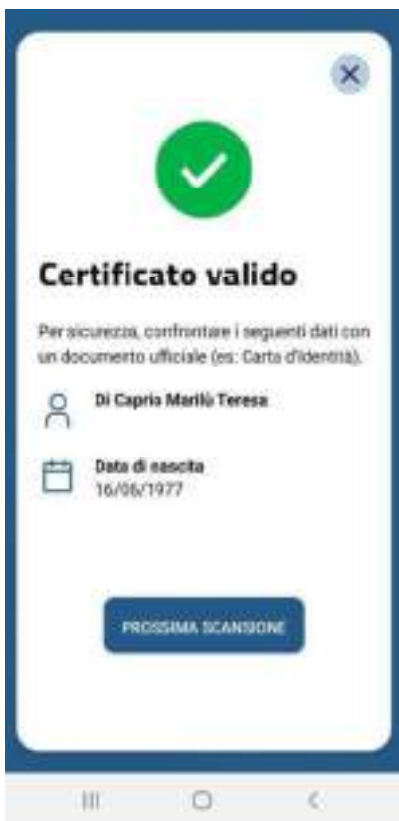 Certificato valido
Per sicurezza, confrontare i seguenti dati con
un documento ufficiale (es: Carta d'Identità).
Di Caprio Marilù Teresa
Data di nascita
16/06/1977
PROSSIMA SCANSIONE